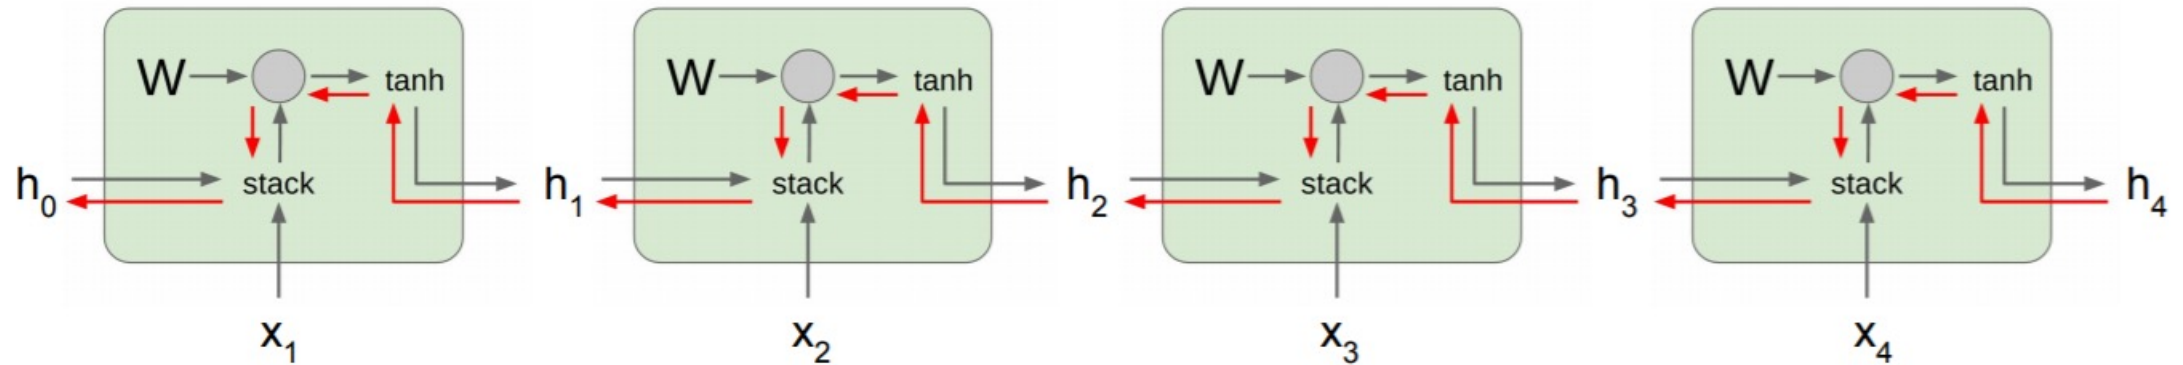 W tanh W tanh W tanh W tanh
h₀ stack h₁ stack h₂ stack h₃ stack h₄
x₁ x₂ x₃ x₄